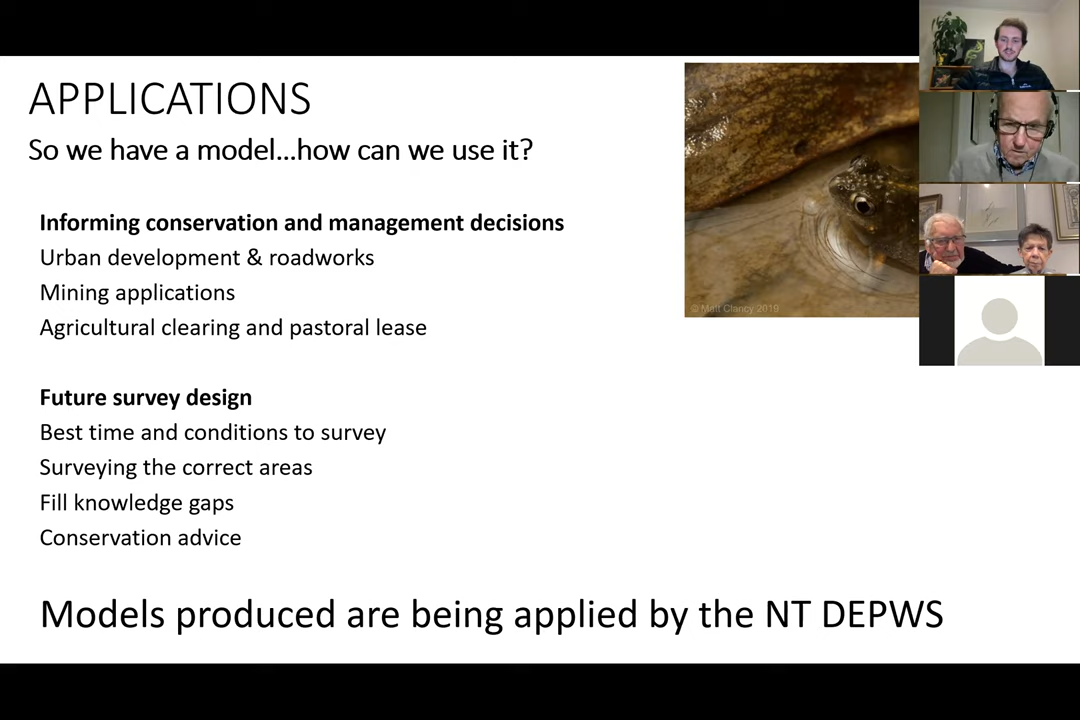 APPLICATIONS
So we have a model...how can we use it?
Informing conservation and management decisions
Urban development & roadworks
Mining applications
Agricultural clearing and pastoral lease
Future survey design
Best time and conditions to survey
Surveying the correct areas
Fill knowledge gaps
Conservation advice
Models produced are being applied by the NT DEPWS
© Matt Clancy 2019